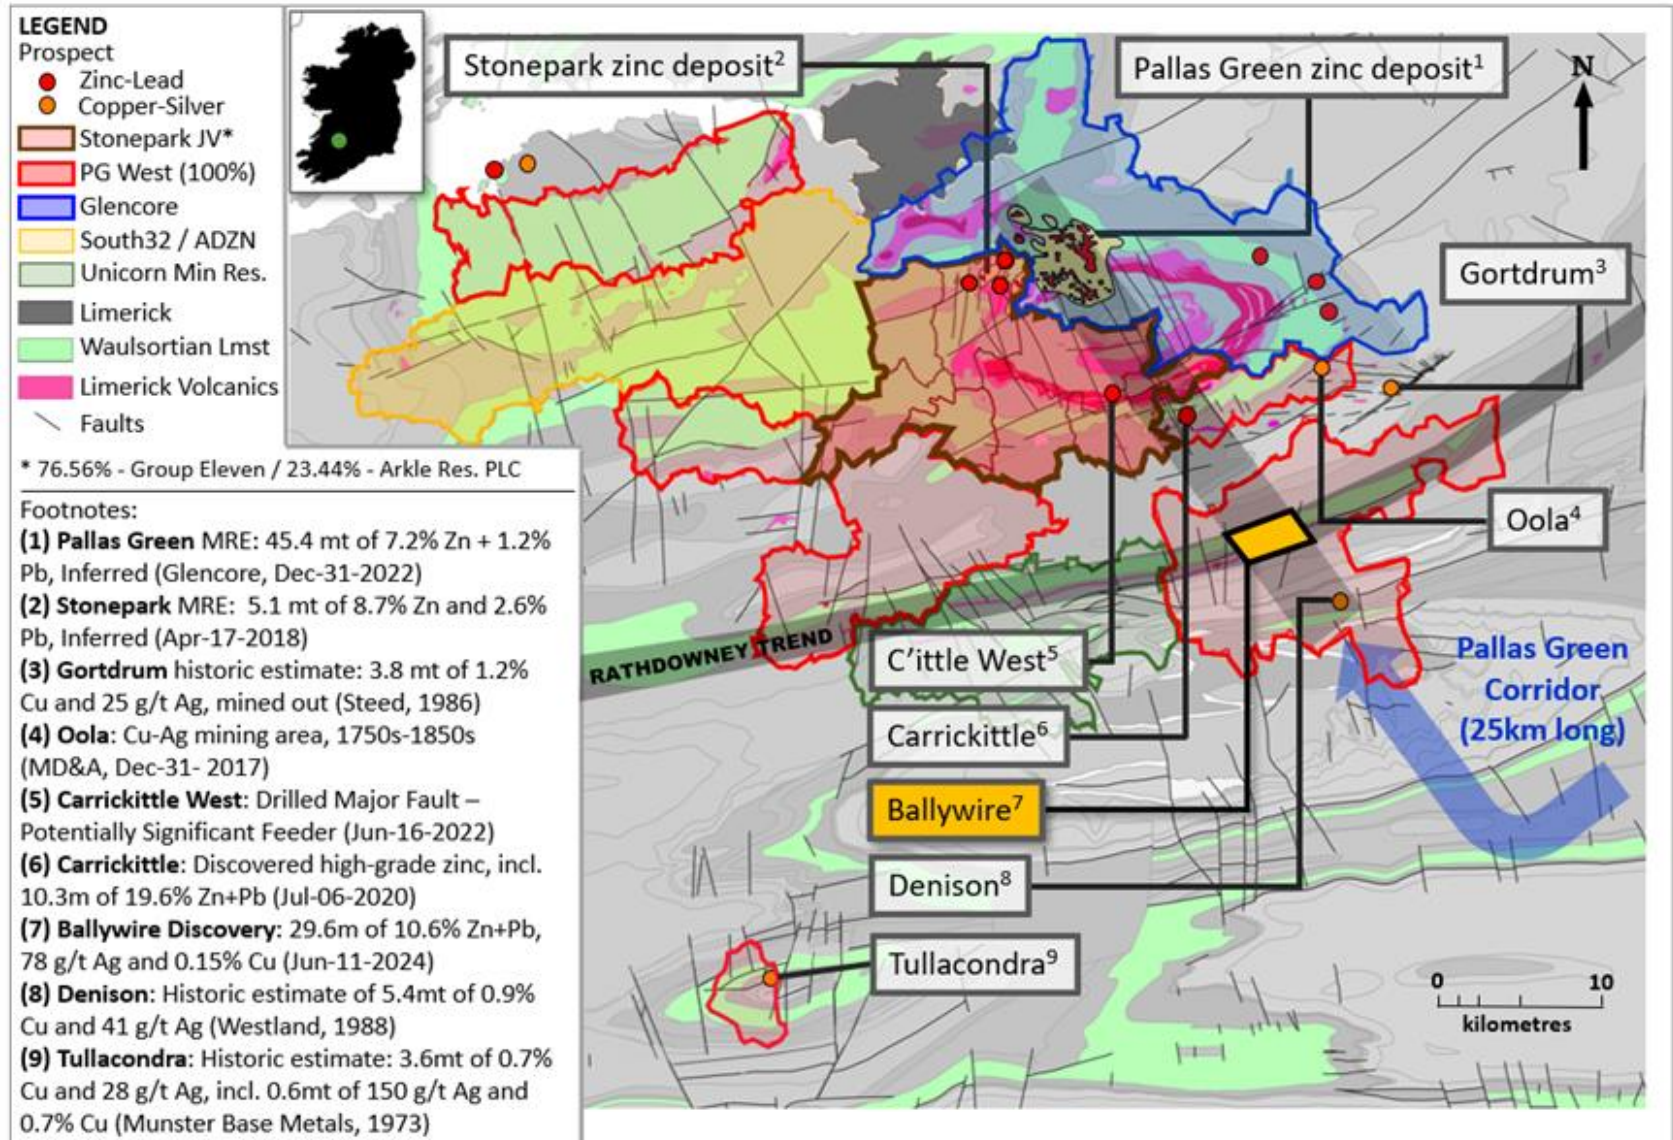 LEGEND
Prospect
Zinc-Lead
Copper-Silver
Stonepark JV*
PG West (100%)
Glencore
South32 / ADZN
Unicorn Min Res.
Limerick
Waulsortian Lmst
Limerick Volcanics
Faults
* 76.56% - Group Eleven / 23.44% - Arkle Res. PLC
Footnotes:
(1) Pallas Green MRE: 45.4 mt of 7.2% Zn + 1.2%
Pb, Inferred (Glencore, Dec-31-2022)
(2) Stonepark MRE: 5.1 mt of 8.7% Zn and 2.6%
Pb, Inferred (Apr-17-2018)
(3) Gortdrum historic estimate: 3.8 mt of 1.2%
Cu and 25 g/t Ag, mined out (Steed, 1986)
(4) Oola: Cu-Ag mining area, 1750s-1850s
(MD&A, Dec-31- 2017)
(5) Carrickittle West: Drilled Major Fault –
Potentially Significant Feeder (Jun-16-2022)
(6) Carrickittle: Discovered high-grade zinc, incl.
10.3m of 19.6% Zn+Pb (Jul-06-2020)
(7) Ballywire Discovery: 29.6m of 10.6% Zn+Pb,
78 g/t Ag and 0.15% Cu (Jun-11-2024)
(8) Denison: Historic estimate of 5.4mt of 0.9%
Cu and 41 g/t Ag (Westland, 1988)
(9) Tullacondra: Historic estimate: 3.6mt of 0.7%
Cu and 28 g/t Ag, incl. 0.6mt of 150 g/t Ag and
0.7% Cu (Munster Base Metals, 1973)
Stonepark zinc deposit2
Pallas Green zinc deposit1
N
Gortdrum3
Oola4
RATHDOWNEY TREND
C’ittle West5
Carrickittle6
Ballywire7
Denison8
Tullacondra9
Pallas Green
Corridor
(25km long)
0 10
kilometres